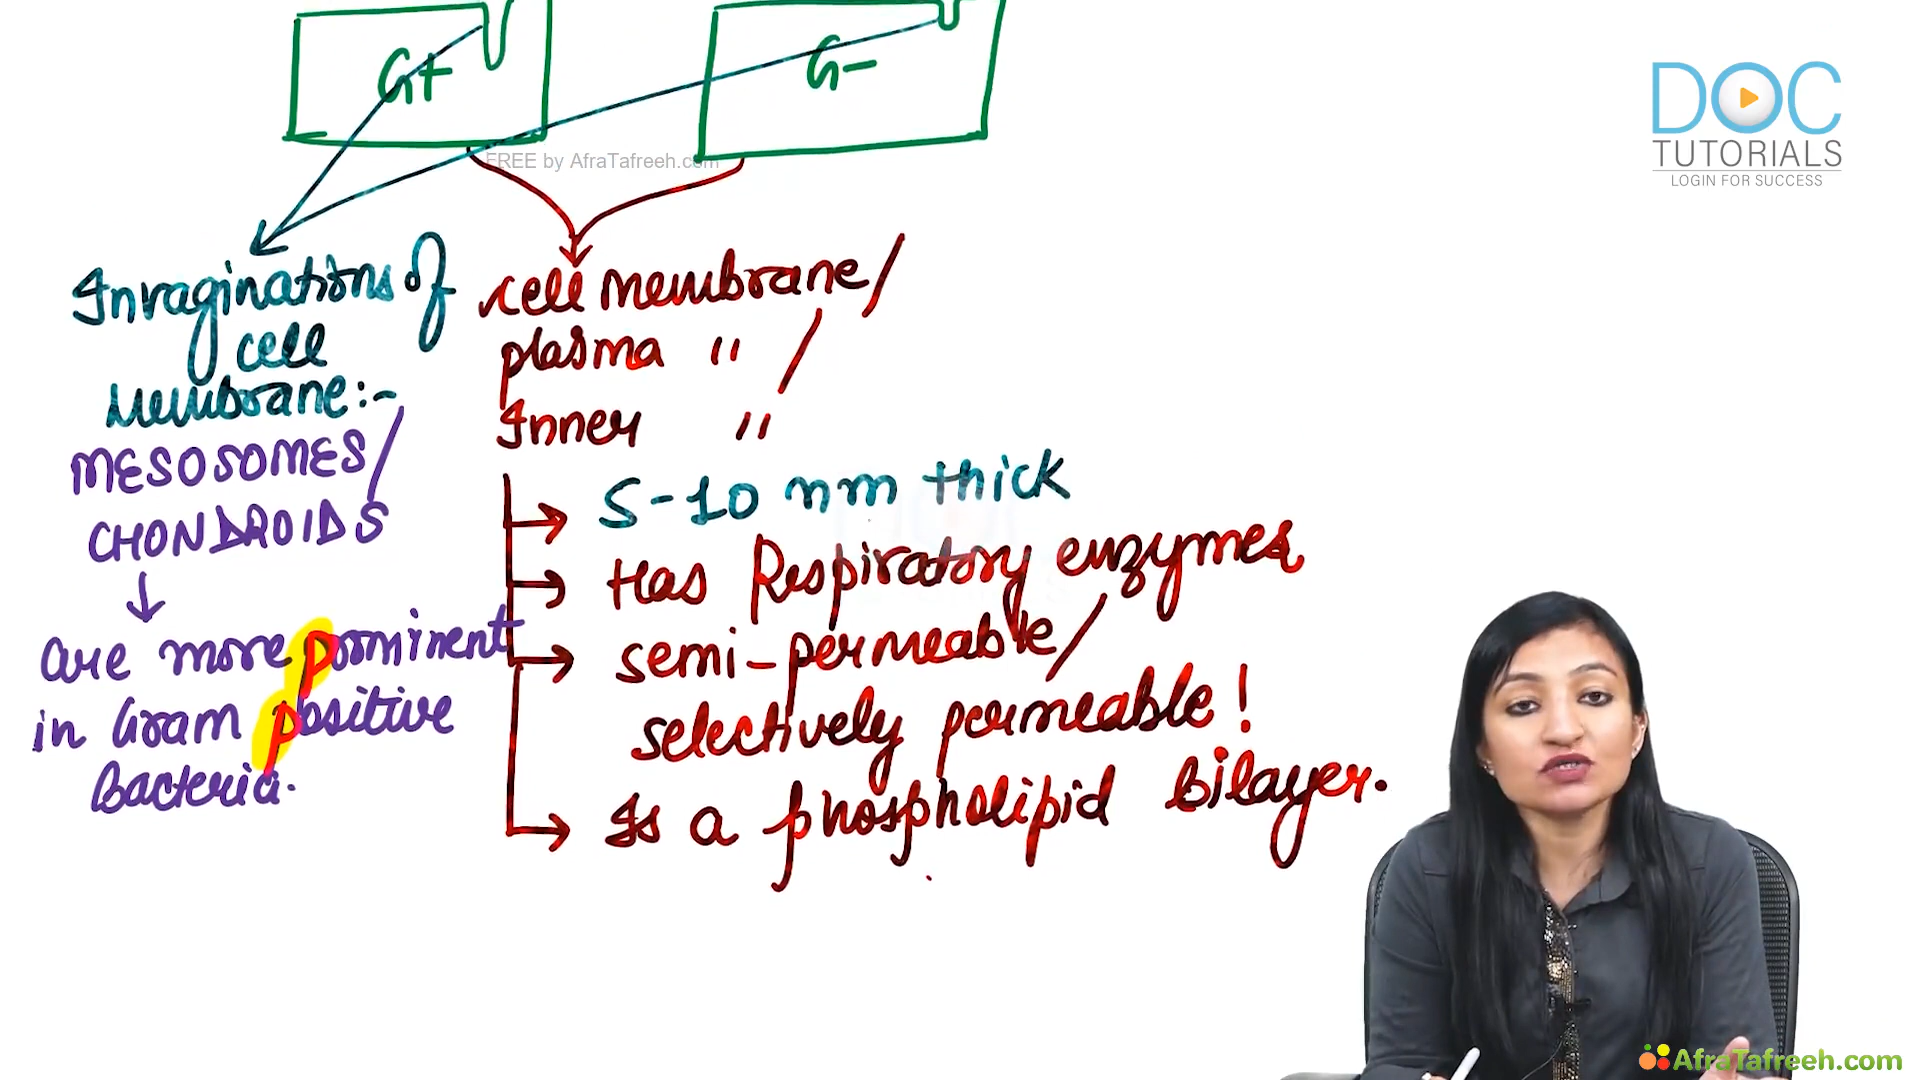 G+
G-
FREE by AfraTafreeh.com
DOC
TUTORIALS
LOGIN FOR SUCCESS
Invaginations of
cell
Membrane:-
MESOSOMES/
CHONDROIDS
↓
are more prominent
in Gram positive
Bacteria.
cell membrane/
plasma " /
Inner "
→ 5-10 nm thick
→ Has Respiratory enzymes
→ semi-permeable/
selectively permeable!
→ Is a phospholipid bilayer.
AfraTafreeh.com